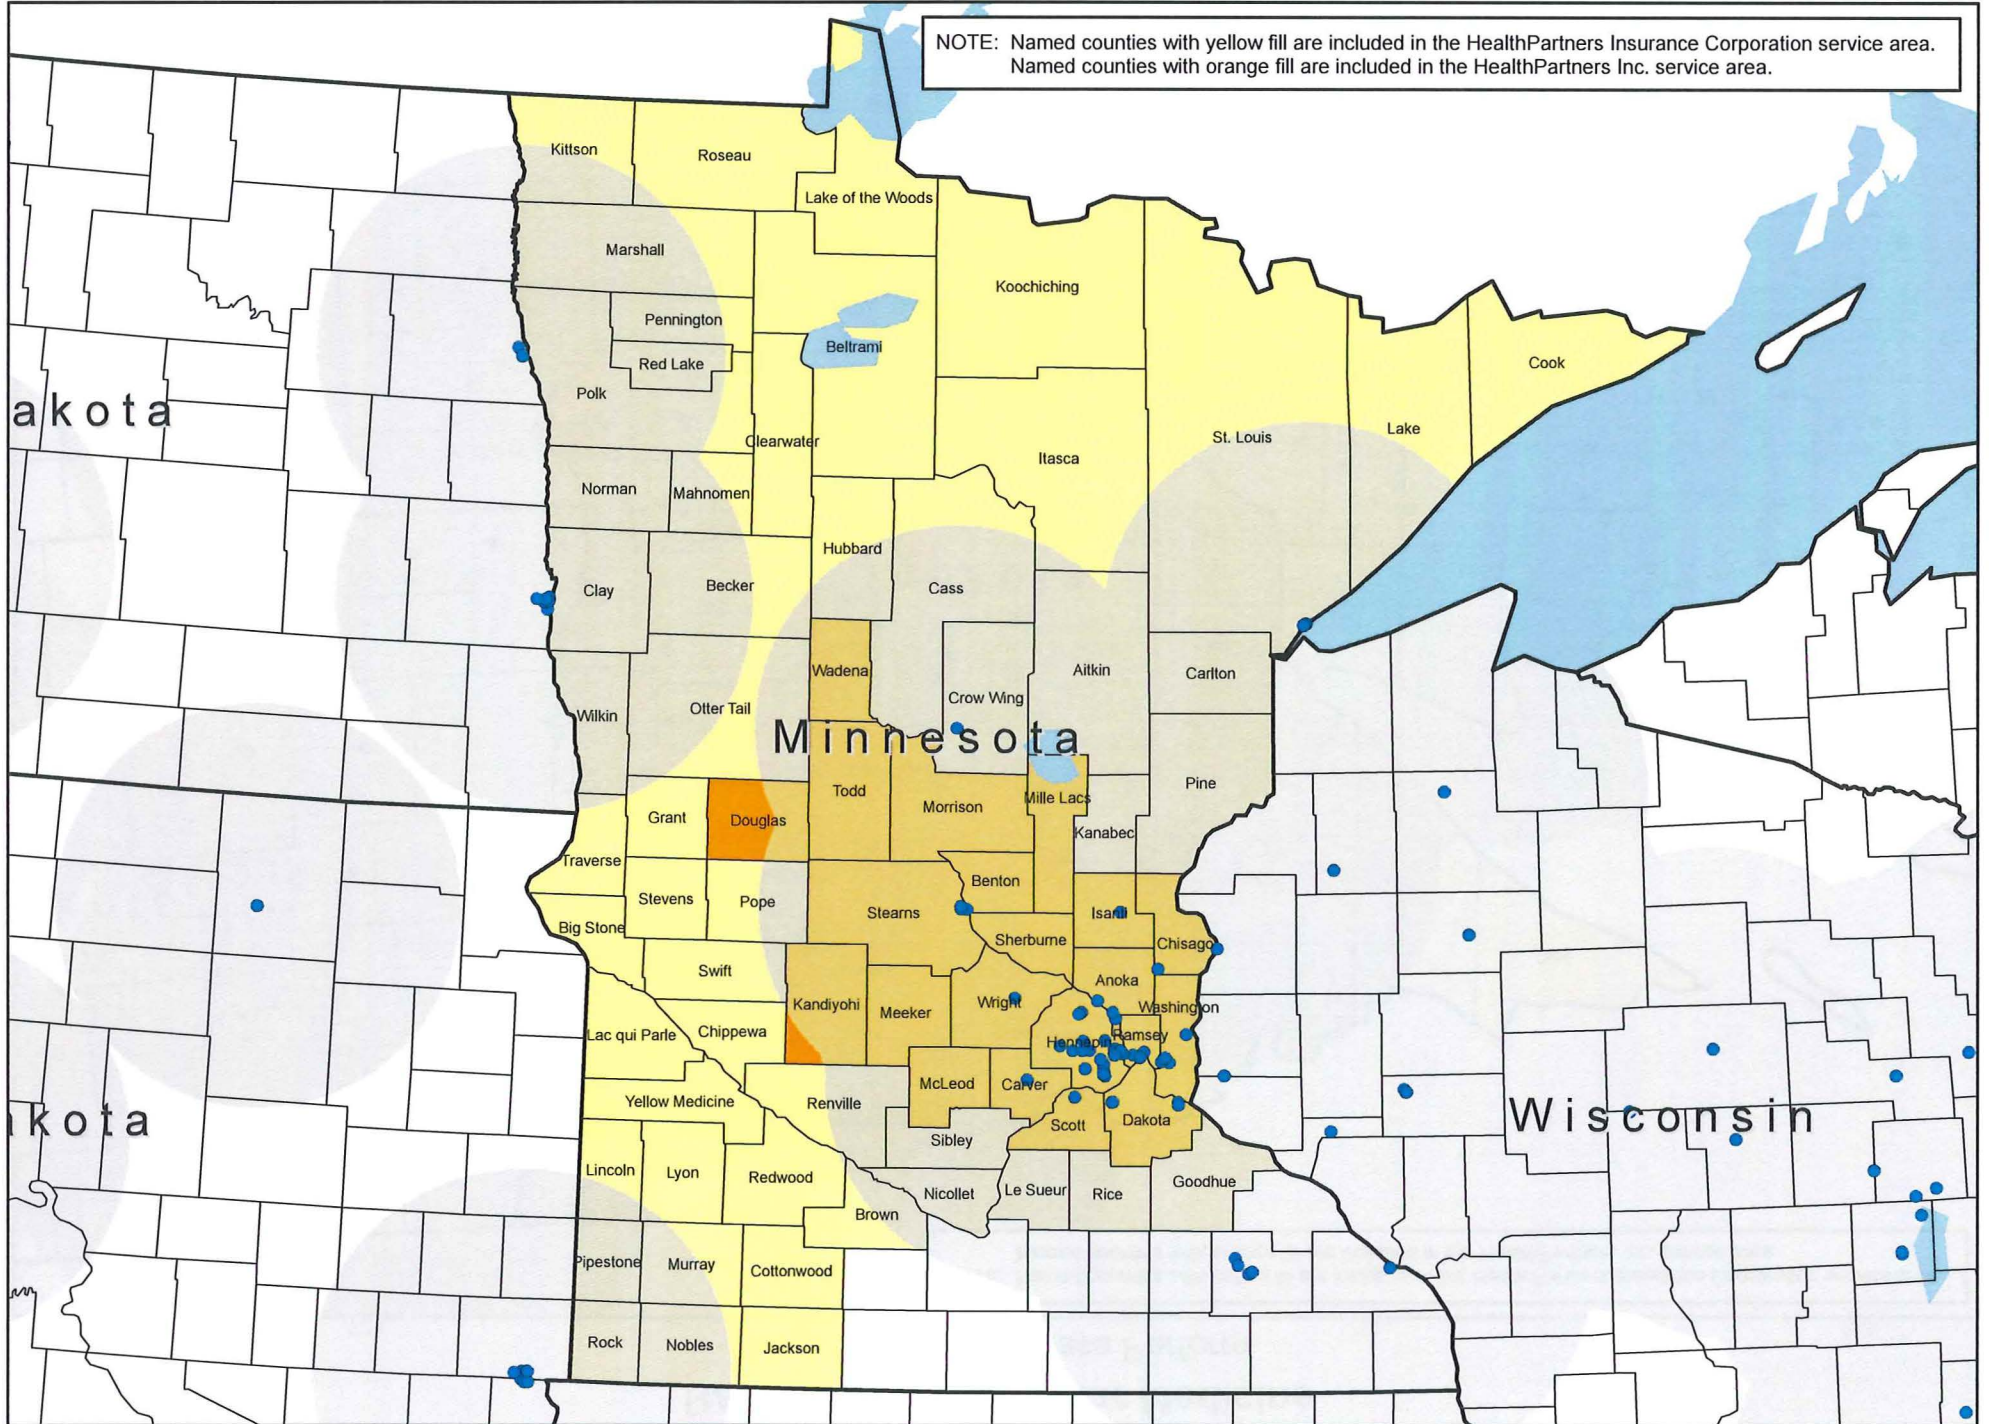 NOTE: Named counties with yellow fill are included in the HealthPartners Insurance Corporation service area.
Named counties with orange fill are included in the HealthPartners Inc. service area.
Kittson
Roseau
Lake of the Woods
Marshall
Koochiching
Pennington
Beltrami
Red Lake
Cook
Polk
akota
Clearwater
St. Louis
Lake
Itasca
Norman
Mahnomen
Hubbard
Clay
Becker
Cass
Wadena
Aitkin
Carlton
Crow Wing
Wilkin
Otter Tail
Minnesota
Pine
Todd
Morrison
Mille Lacs
Grant
Douglas
Kanabec
Traverse
Benton
Stevens
Pope
Stearns
Isanti
Big Stone
Sherburne
Chisago
Swift
Anoka
Kandiyohi
Wright
Meeker
Washington
Lac qui Parle
Chippewa
Hennepin
Ramsey
McLeod
Carver
Yellow Medicine
Renville
kota
Wisconsin
Scott
Dakota
Sibley
Lincoln
Lyon
Redwood
Nicollet
Le Sueur
Rice
Goodhue
Brown
Pipestone
Murray
Cottonwood
Rock
Nobles
Jackson